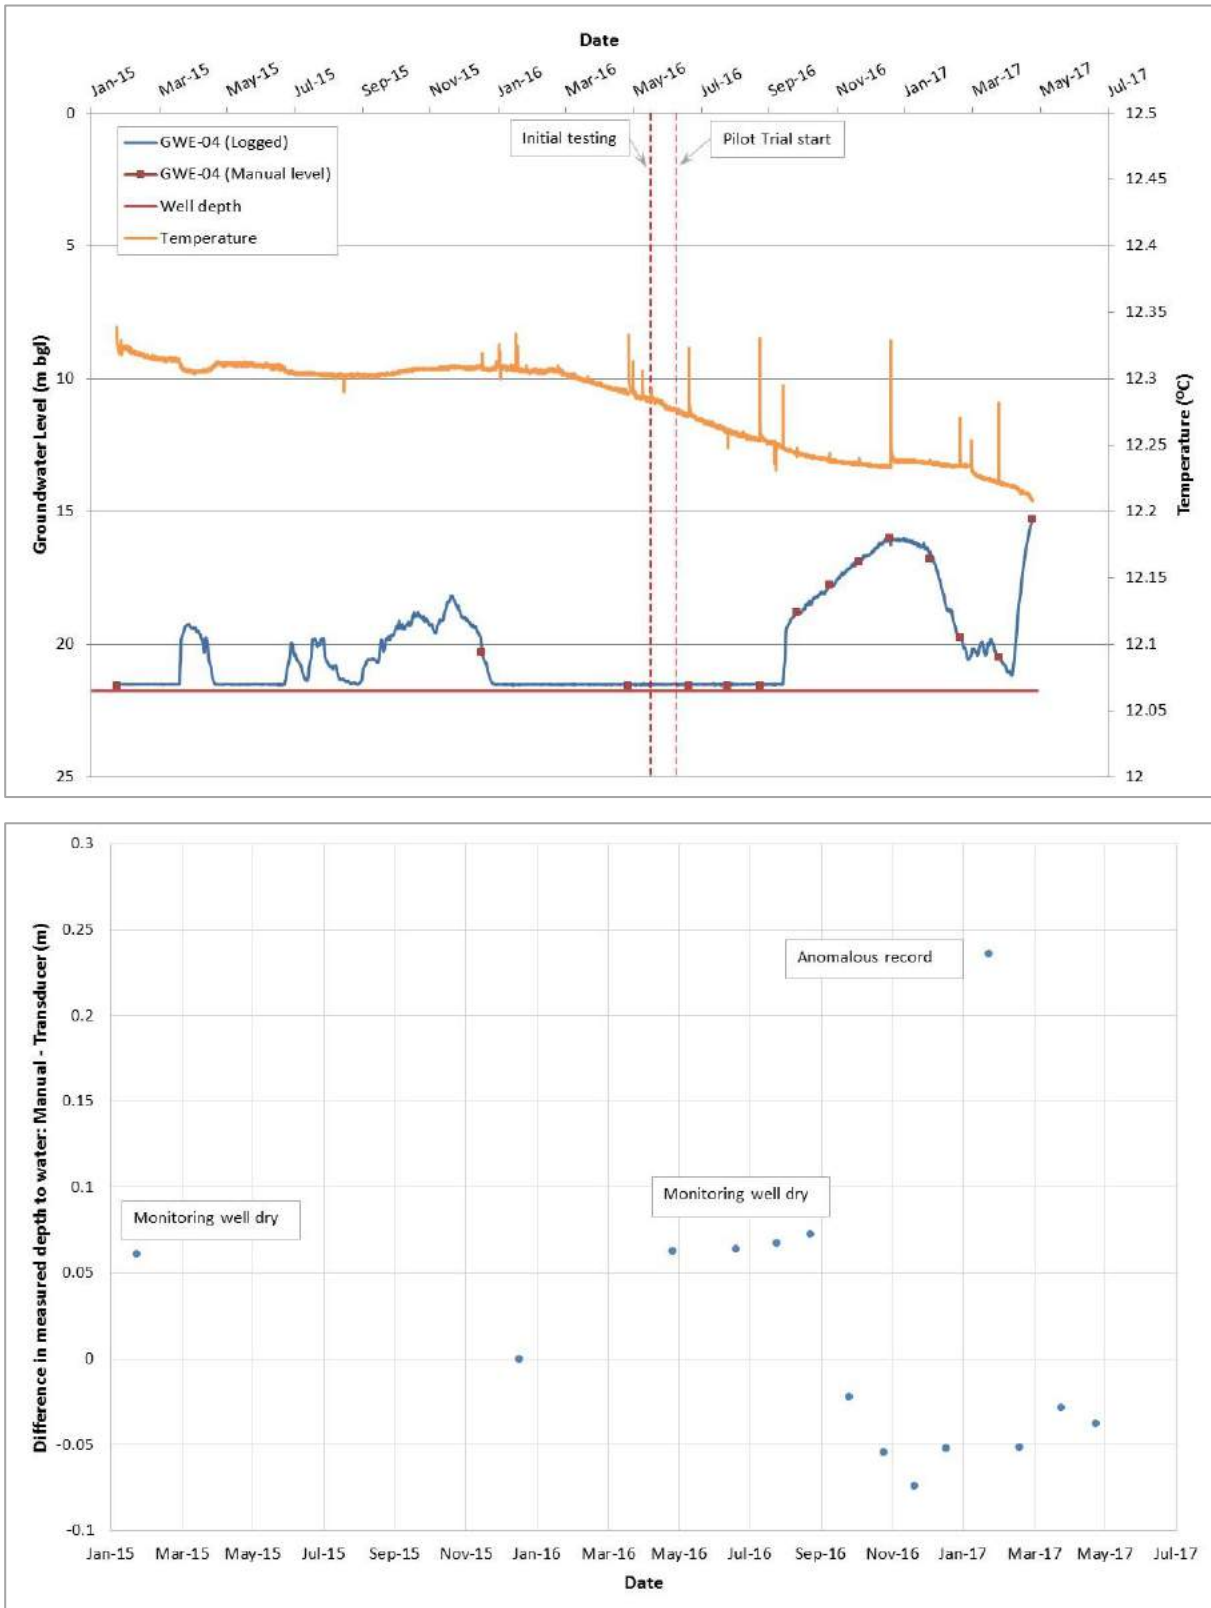 Date
Jan-15 Mar-15 May-15 Jul-15 Sep-15 Nov-15 Jan-16 Mar-16 May-16 Jul-16 Sep-16 Nov-16 Jan-17 Mar-17 May-17 Jul-17
0
5
10
15
20
25
Groundwater Level (m bgl)
GWE-04 (Logged)
GWE-04 (Manual level)
Well depth
Temperature
Initial testing
Pilot Trial start
12.5
12.45
12.4
12.35
12.3
12.25
12.2
12.15
12.1
12.05
12
Temperature (⁰C)
0.3
0.25
0.2
0.15
0.1
0.05
0
-0.05
-0.1
Difference in measured depth to water: Manual - Transducer (m)
Anomalous record
Monitoring well dry
Monitoring well dry
Jan-15 Mar-15 May-15 Jul-15 Sep-15 Nov-15 Jan-16 Mar-16 May-16 Jul-16 Sep-16 Nov-16 Jan-17 Mar-17 May-17 Jul-17
Date